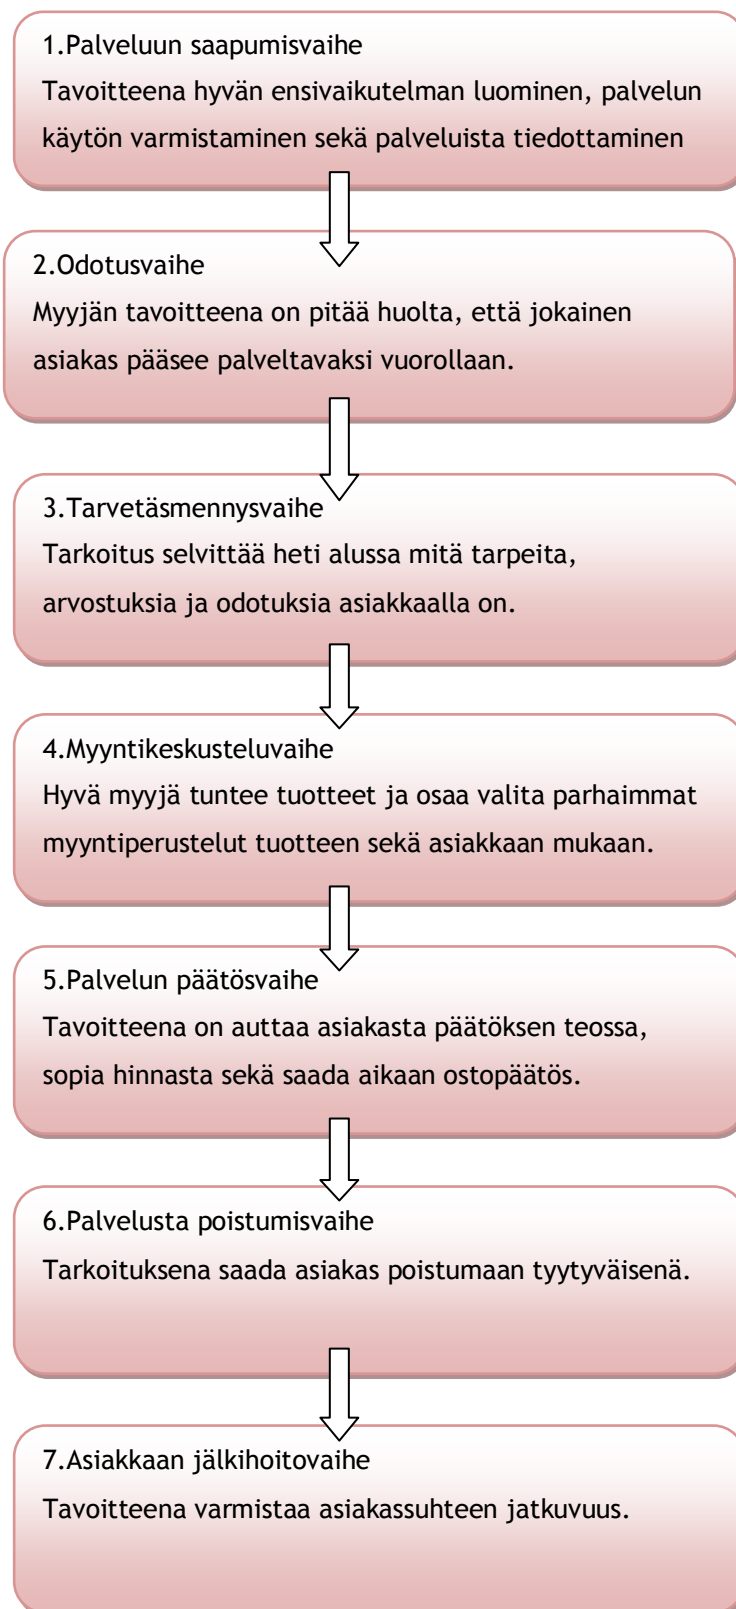 1.Palveluun saapumisvaihe
Tavoitteena hyvän ensivaikutelman luominen, palvelun
käytön varmistaminen sekä palveluista tiedottaminen
2.Odotusvaihe
Myyjän tavoitteena on pitää huolta, että jokainen
asiakas pääsee palveltavaksi vuorollaan.
3.Tarvetäsmennysvaihe
Tarkoitus selvittää heti alussa mitä tarpeita,
arvostuksia ja odotuksia asiakkaalla on.
4.Myyntikeskusteluvaihe
Hyvä myyjä tuntee tuotteet ja osaa valita parhaimmat
myyntiperustelut tuotteen sekä asiakkaan mukaan.
5.Palvelun päätösvaihe
Tavoitteena on auttaa asiakasta päätöksen teossa,
sopia hinnasta sekä saada aikaan ostopäätös.
6.Palvelusta poistumisvaihe
Tarkoituksena saada asiakas poistumaan tyytyväisenä.
7.Asiakkaan jälkihoitovaihe
Tavoitteena varmistaa asiakassuhteen jatkuvuus.